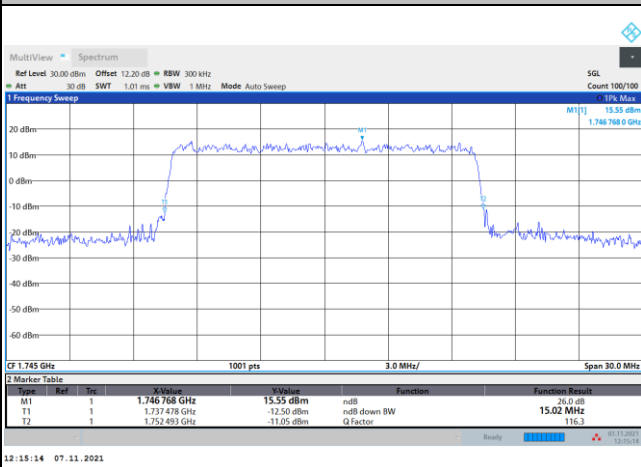 MultiView Spectrum
Ref Level 30.00 dBm Offset 12.20 dB RBW 300 kHz SGL
Att 30 dB SWT 1.01 ms VBW 1 MHz Mode Auto Sweep Count 100/100
1 Frequency Sweep 1Pk Max
M1[1] 15.55 dBm
1.746 768 0 GHz
20 dBm
M1
10 dBm
0 dBm
-10 dBm
T1 T2
-20 dBm
-30 dBm
-40 dBm
-50 dBm
-60 dBm
CF 1.745 GHz 1001 pts 3.0 MHz/ Span 30.0 MHz
2 Marker Table
Type Ref Trc X-Value Y-Value Function Function Result
M1 1 1.746 768 GHz 15.55 dBm ndB 26.0 dB
T1 1 1.737 478 GHz -12.50 dBm ndB down BW 15.02 MHz
T2 1 1.752 493 GHz -11.05 dBm Q Factor 116.3
Ready 07.11.2021
12:15:14
12:15:14 07.11.2021